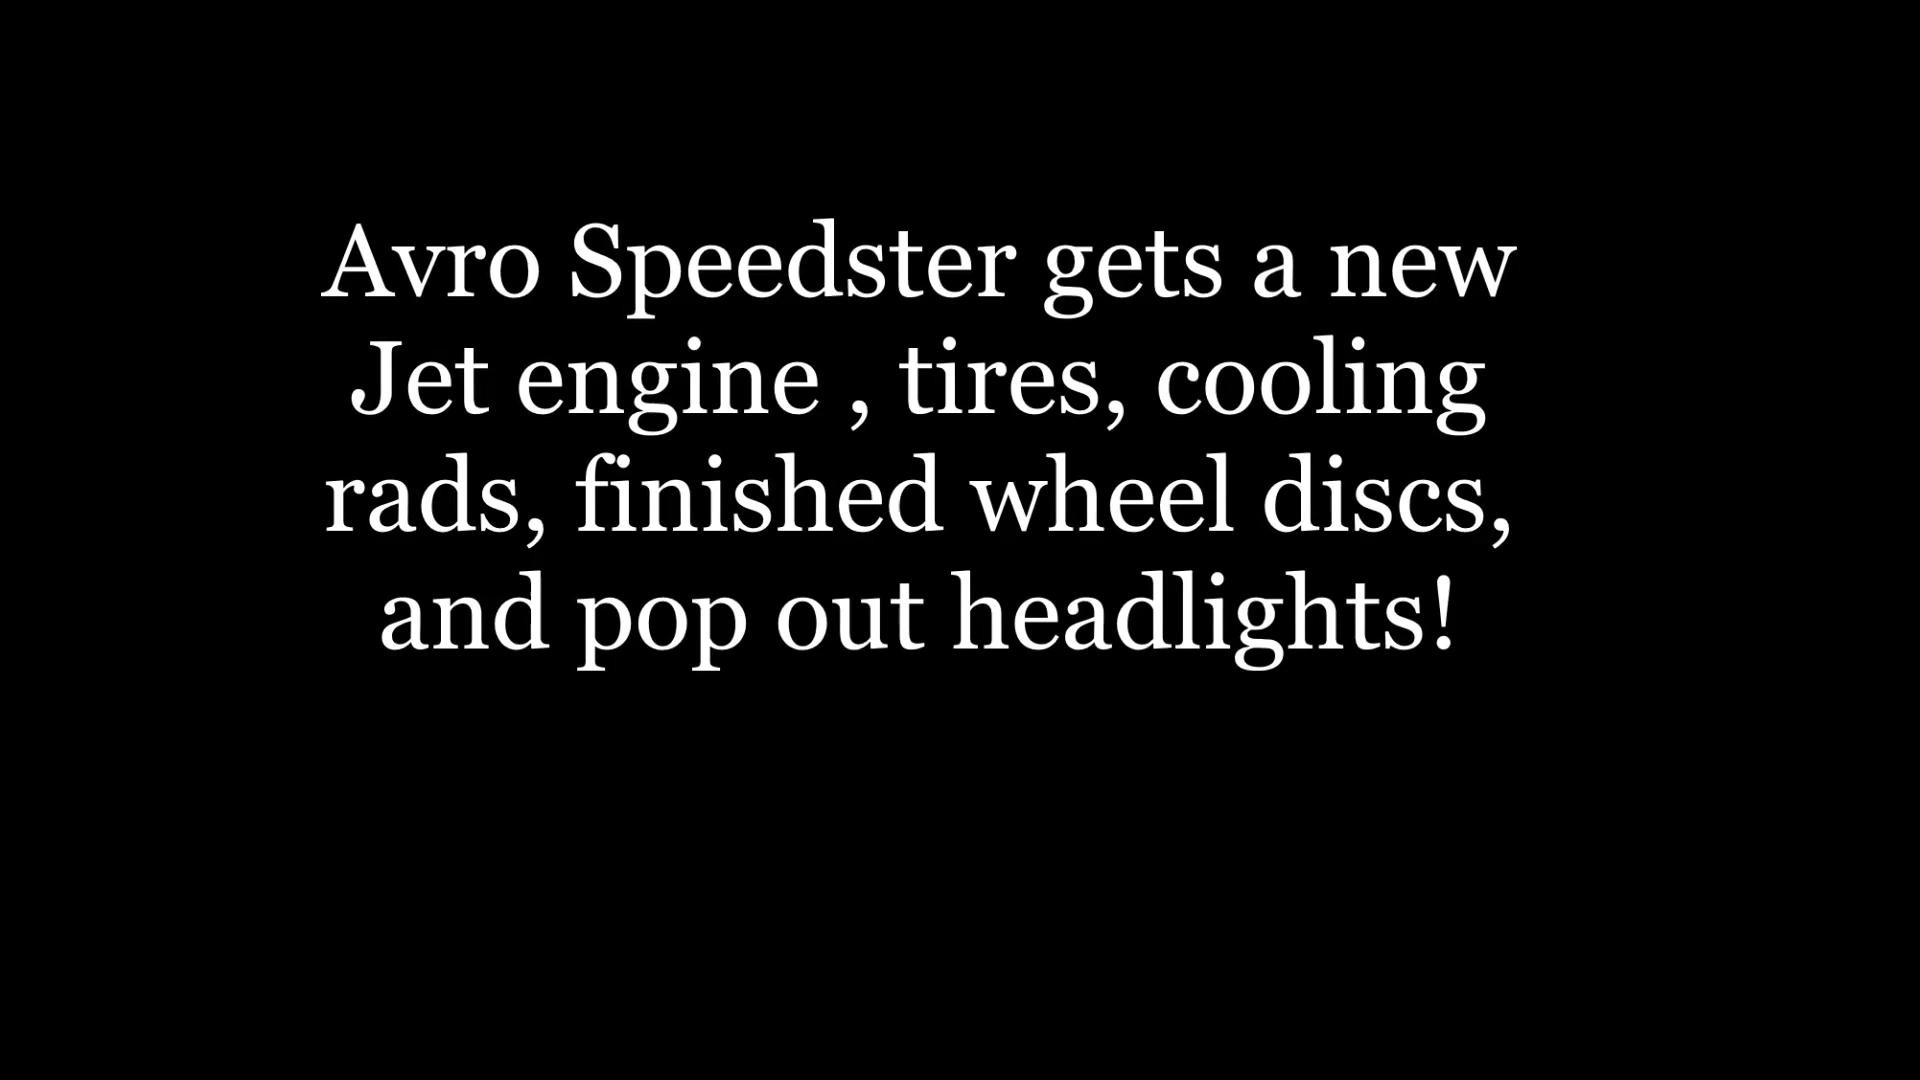 Avro Speedster gets a new
Jet engine , tires, cooling
rads, finished wheel discs,
and pop out headlights!